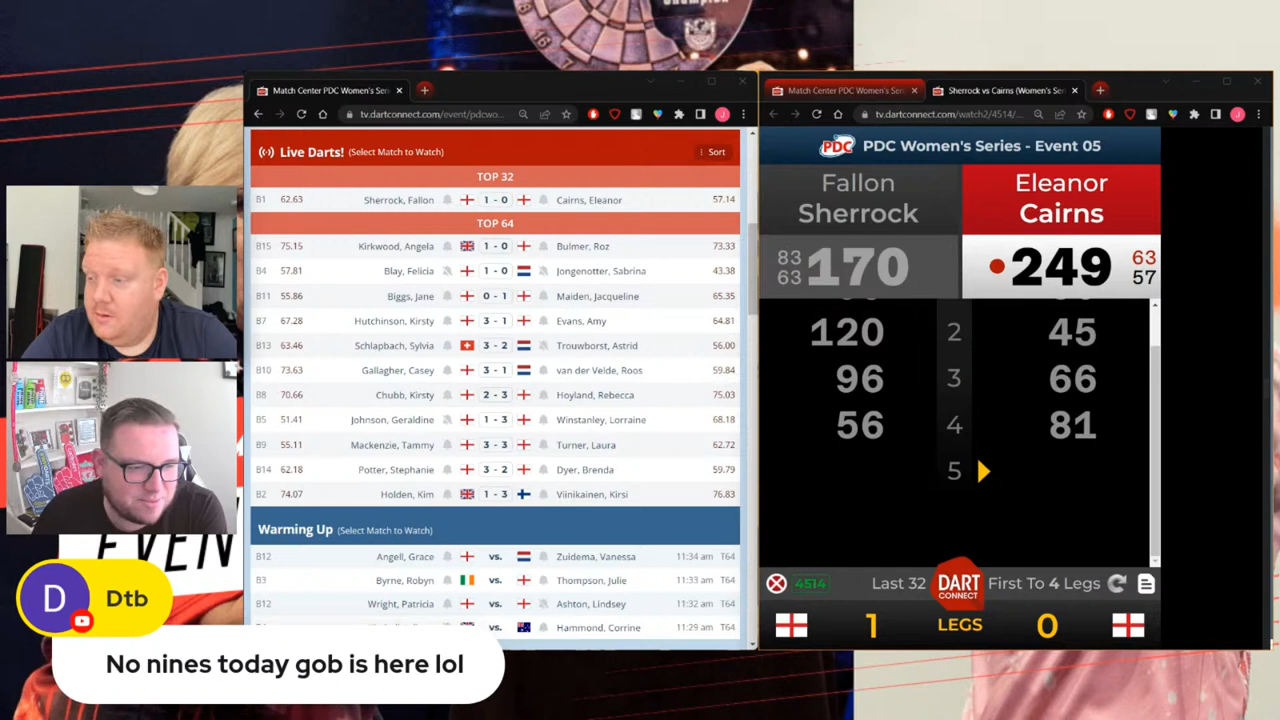 Match Center PDC Women's Seri
tv.dartconnect.com/event/pdcwo...
Live Darts! (Select Match to Watch)
Sort
TOP 32
B1 62.63 Sherrock, Fallon 1 - 0 Cairns, Eleanor 57.14
TOP 64
B15 75.15 Kirkwood, Angela 1 - 0 Bulmer, Roz 73.33
B4 57.81 Blay, Felicia 1 - 0 Jongenotter, Sabrina 43.38
B11 55.86 Biggs, Jane 0 - 1 Maiden, Jacqueline 65.35
B7 67.28 Hutchinson, Kirsty 3 - 1 Evans, Amy 64.81
B13 63.46 Schlapbach, Sylvia 3 - 2 Trouwborst, Astrid 56.00
B10 73.63 Gallagher, Casey 3 - 1 van der Velde, Roos 59.84
B8 70.66 Chubb, Kirsty 2 - 3 Hoyland, Rebecca 75.03
B5 51.41 Johnson, Geraldine 1 - 3 Winstanley, Lorraine 68.18
B9 55.11 Mackenzie, Tammy 3 - 3 Turner, Laura 62.72
B14 62.18 Potter, Stephanie 3 - 2 Dyer, Brenda 59.79
B2 74.07 Holden, Kim 1 - 3 Viinikainen, Kirsi 76.83
Warming Up (Select Match to Watch)
B12 Angell, Grace vs. Zuidema, Vanessa 11:34 am T64
B3 Byrne, Robyn vs. Thompson, Julie 11:33 am T64
B12 Wright, Patricia vs. Ashton, Lindsey 11:32 am T64
vs. Hammond, Corrine 11:29 am T64
Match Center PDC Women's Seri
Sherrock vs Cairns (Women's Ser
tv.dartconnect.com/watch2/4514/...
PDC PDC Women's Series - Event 05
Fallon
Sherrock
Eleanor
Cairns
83
63
170
249
63
57
120 2 45
96 3 66
56 4 81
5
4514 Last 32
DART
CONNECT
First To 4 Legs
1 LEGS 0
EVEN
D Dtb
No nines today gob is here lol